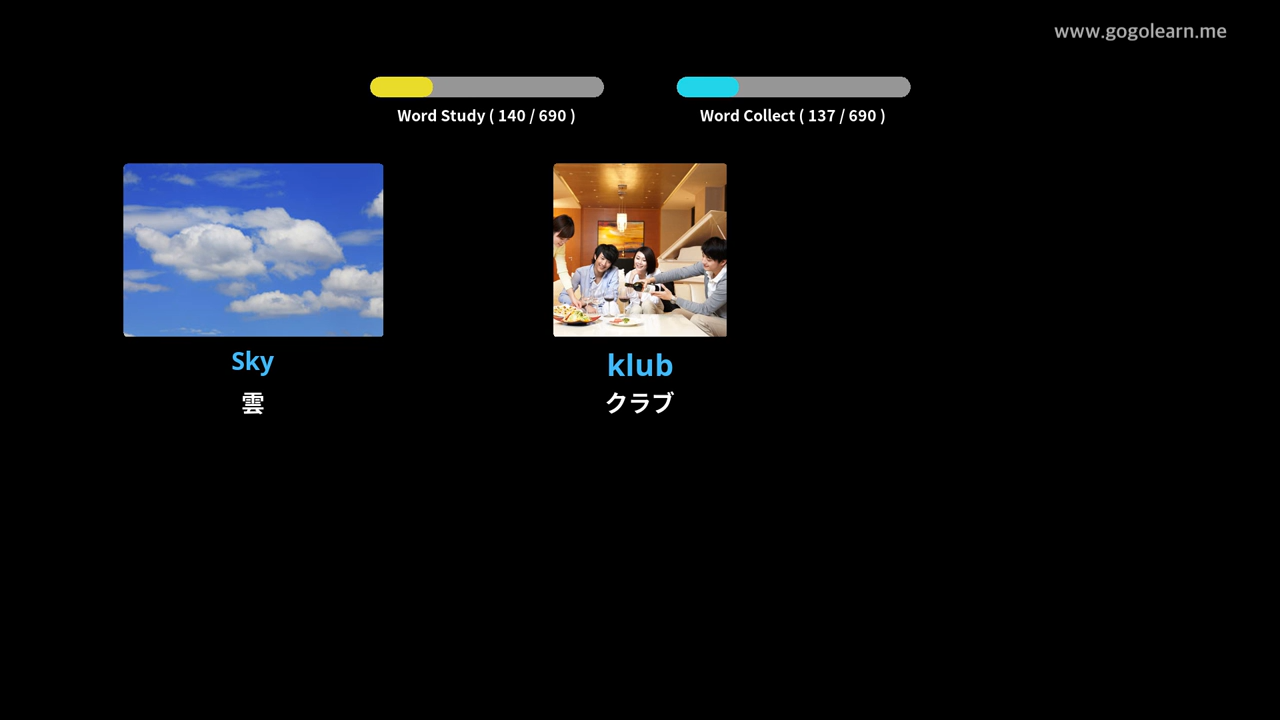 www.gogolearn.me
Word Study ( 140 / 690 )
Word Collect ( 137 / 690 )
Sky
雲
klub
クラブ